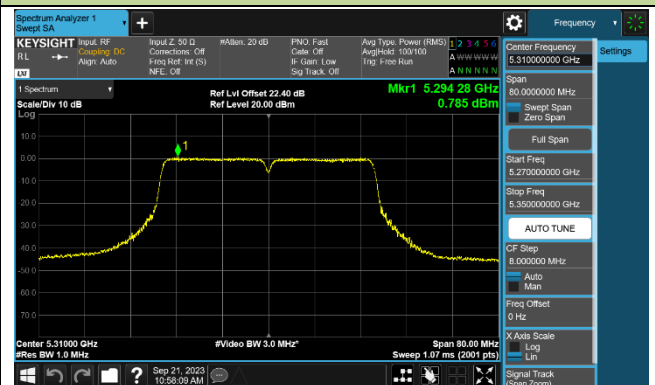 Spectrum Analyzer 1
Swept SA
Frequency
KEYSIGHT
RL
Input: RF
Coupling: DC
Align: Auto
Input Z: 50 Ω
Corrections: Off
Freq Ref: Int (S)
NFE: Off
#Atten: 20 dB
PNO: Fast
Gate: Off
IF Gain: Low
Sig Track: Off
Avg Type: Power (RMS)
Avg|Hold: 100/100
Trig: Free Run
1 2 3 4 5 6
A W W W W W
A N N N N N
LXI
1 Spectrum
Scale/Div 10 dB
Log
Ref Lvl Offset 22.40 dB
Ref Level 20.00 dBm
Mkr1 5.294 28 GHz
0.785 dBm
10.0
0.00
-10.0
-20.0
-30.0
-40.0
-50.0
-60.0
-70.0
1
Center 5.31000 GHz
#Res BW 1.0 MHz
#Video BW 3.0 MHz*
Span 80.00 MHz
Sweep 1.07 ms (2001 pts)
Sep 21, 2023
10:58:09 AM
Center Frequency
5.310000000 GHz
Settings
Span
80.0000000 MHz
Swept Span
Zero Span
Full Span
Start Freq
5.270000000 GHz
Stop Freq
5.350000000 GHz
AUTO TUNE
CF Step
8.000000 MHz
Auto
Man
Freq Offset
0 Hz
X Axis Scale
Log
Lin
Signal Track
(Span Zoom)